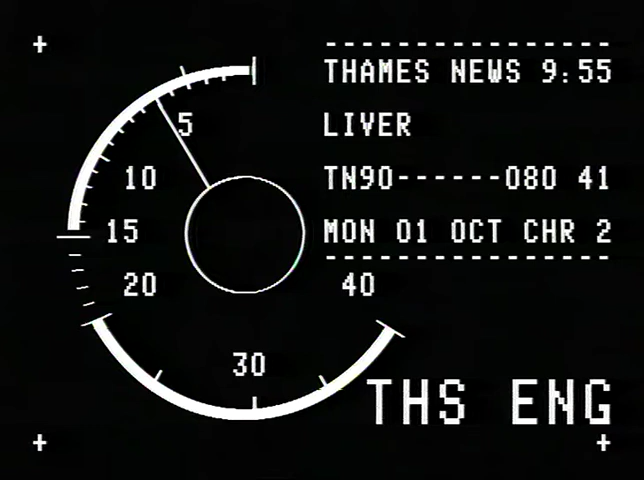 THAMES NEWS 9:55
LIVER
TN90------080 41
MON 01 OCT CHR 2
5
10
15
20
30
40
THS ENG